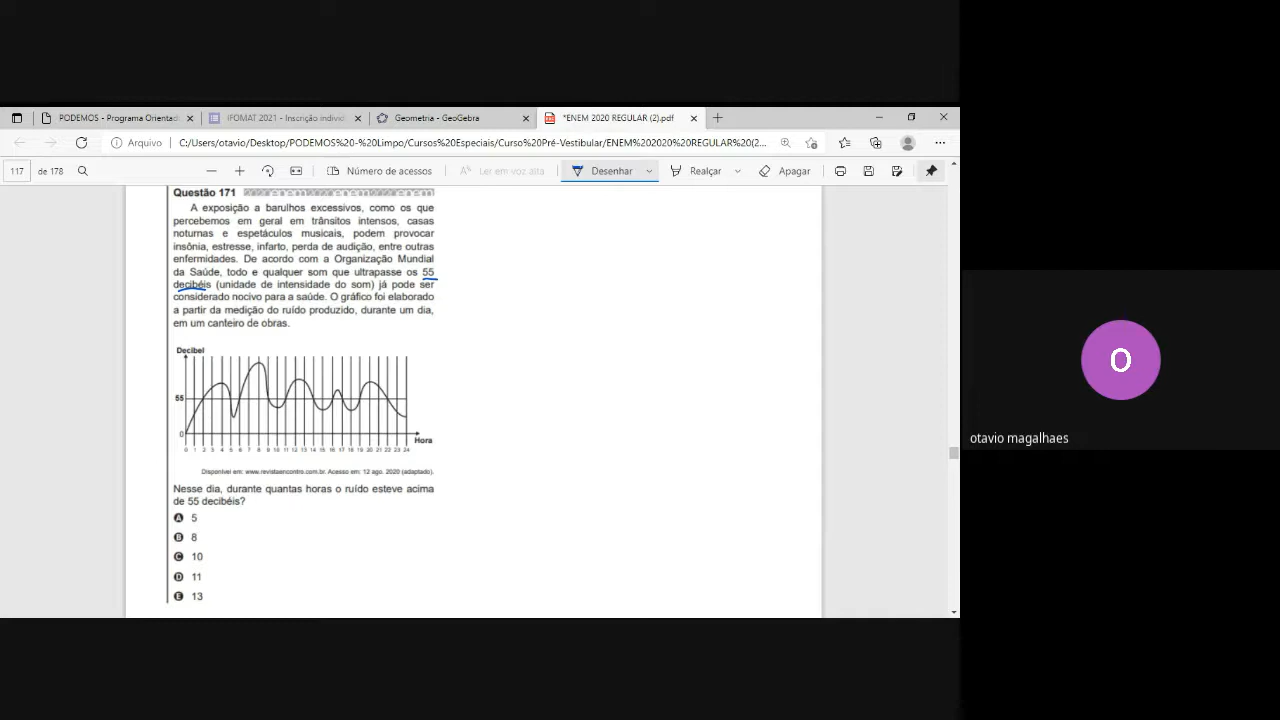 PODEMOS - Programa Orientad
iFOMAT 2021 - Inscrição individ
Geometria - GeoGebra
*ENEM 2020 REGULAR (2).pdf
Arquivo
C:/Users/otavio/Desktop/PODEMOS%20-%20Limpo/Cursos%20Especiais/Curso%20Pré-Vestibular/ENEM%202020%20REGULAR%20(2...
117 de 178
Número de acessos
Ler em voz alta
Desenhar
Realçar
Apagar
Questão 171
A exposição a barulhos excessivos, como os que
percebemos em geral em trânsitos intensos, casas
noturnas e espetáculos musicais, podem provocar
insônia, estresse, infarto, perda de audição, entre outras
enfermidades. De acordo com a Organização Mundial
da Saúde, todo e qualquer som que ultrapasse os 55
decibéis (unidade de intensidade do som) já pode ser
considerado nocivo para a saúde. O gráfico foi elaborado
a partir da medição do ruído produzido, durante um dia,
em um canteiro de obras.
Decibel
55
0
Hora
0 1 2 3 4 5 6 7 8 9 10 11 12 13 14 15 16 17 18 19 20 21 22 23 24
Disponível em: www.revistaencontro.com.br. Acesso em: 12 ago. 2020 (adaptado).
Nesse dia, durante quantas horas o ruído esteve acima
de 55 decibéis?
A 5
B 8
C 10
D 11
E 13
O
otavio magalhaes